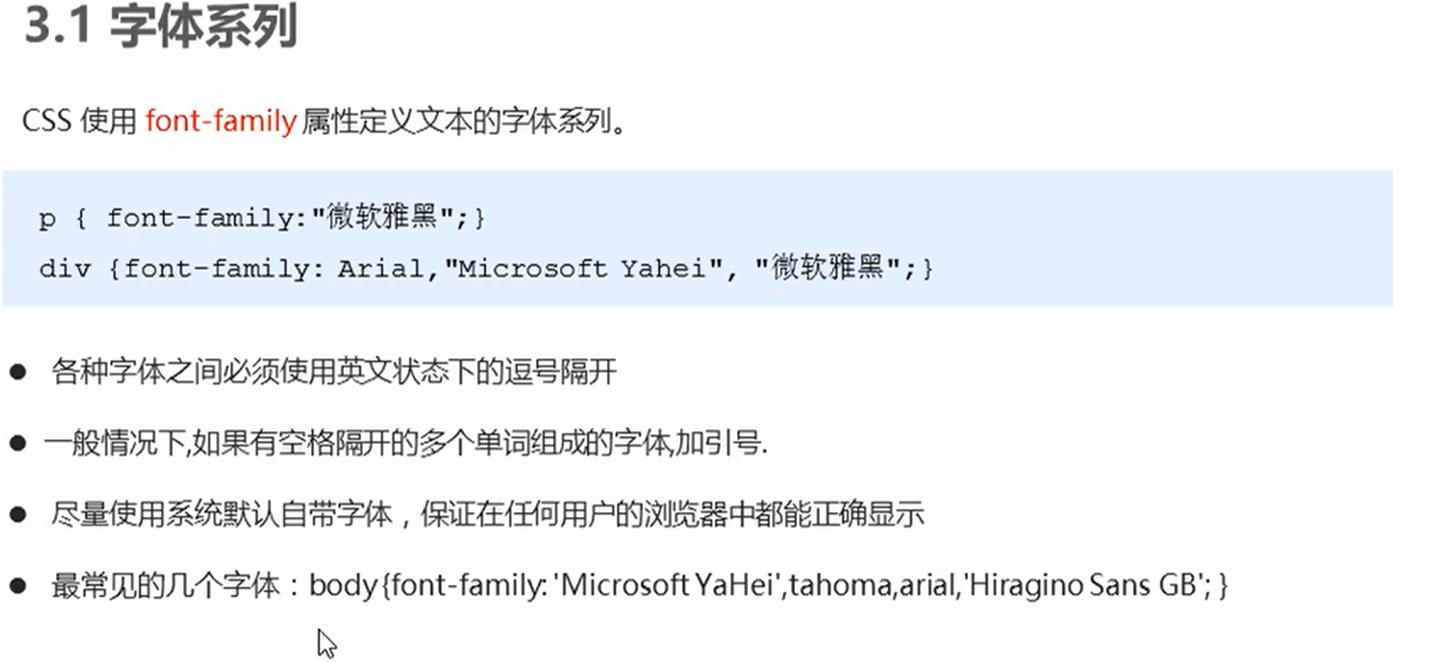 3.1 字体系列
CSS 使用 font-family 属性定义文本的字体系列。
p { font-family:"微软雅黑";}
div {font-family: Arial,"Microsoft Yahei", "微软雅黑";}
● 各种字体之间必须使用英文状态下的逗号隔开
● 一般情况下,如果有空格隔开的多个单词组成的字体,加引号.
● 尽量使用系统默认自带字体，保证在任何用户的浏览器中都能正确显示
● 最常见的几个字体：body{font-family: 'Microsoft YaHei',tahoma,arial,'Hiragino Sans GB'; }